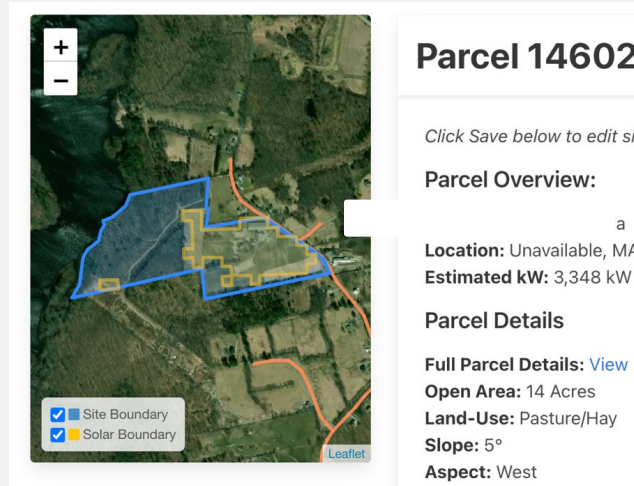 +
−
Site Boundary
Solar Boundary
Leaflet
Parcel 14602
Click Save below to edit
Parcel Overview:
a
Location: Unavailable, MA
Estimated kW: 3,348 kW
Parcel Details
Full Parcel Details: View
Open Area: 14 Acres
Land-Use: Pasture/Hay
Slope: 5°
Aspect: West